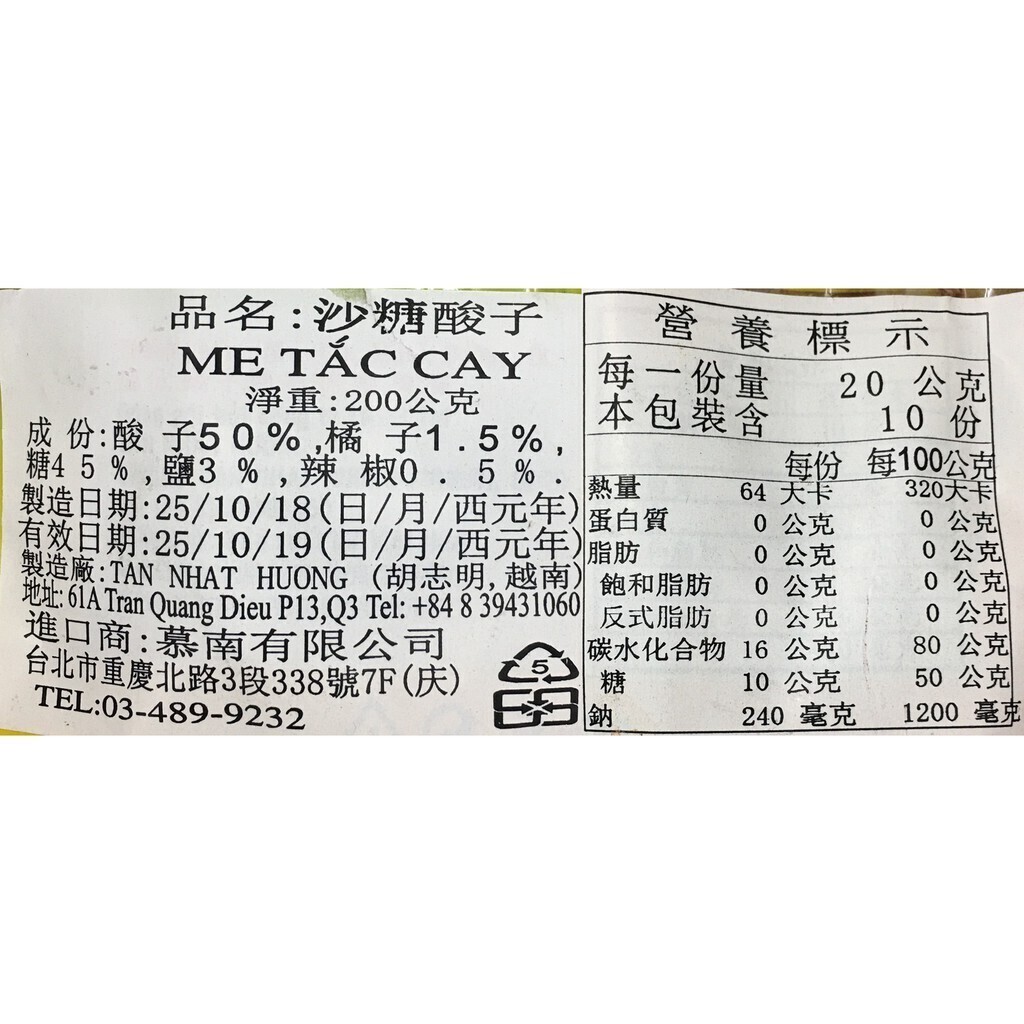 品名:沙糖酸子
ME TẮC CAY
淨重:200公克
成 份:酸 子50%,橘 子1.5%,
糖45%,鹽3%,辣 椒0.5%.
製造日期:25/10/18(日/月/西元年)
有效日期:25/10/19(日/月/西元年)
製造廠:TAN NHAT HUONG (胡志明,越南)
地址: 61A Tran Quang Dieu P13,Q3 Tel: +84 8 39431060
進口商:慕南有限公司
台北市重慶北路3段338號7F(庆)
TEL:03-489-9232
5
營養標示
每一份量 20 公克
本包裝含 10 份
每份 每100公克
熱量 64 大卡 320大卡
蛋白質 0 公克 0 公克
脂肪 0 公克 0 公克
飽和脂肪 0 公克 0 公克
反式脂肪 0 公克 0 公克
碳水化合物 16 公克 80 公克
糖 10 公克 50 公克
鈉 240 毫克 1200 毫克